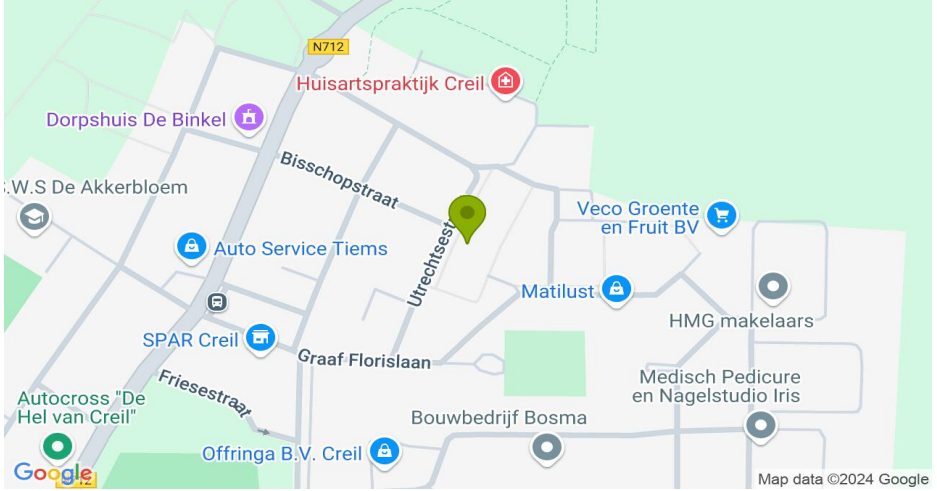 N712
Huisartspraktijk Creil
Dorpshuis De Binkel
Bisschopstraat
S.W.S De Akkerbloem
Veco Groente
en Fruit BV
Auto Service Tiems
Utrechtsest
Matilust
HMG makelaars
SPAR Creil
Graaf Florislaan
Friesestraat
Medisch Pedicure
en Nagelstudio Iris
Autocross "De
Hel van Creil"
Bouwbedrijf Bosma
Offringa B.V. Creil
Google
Map data ©2024 Google